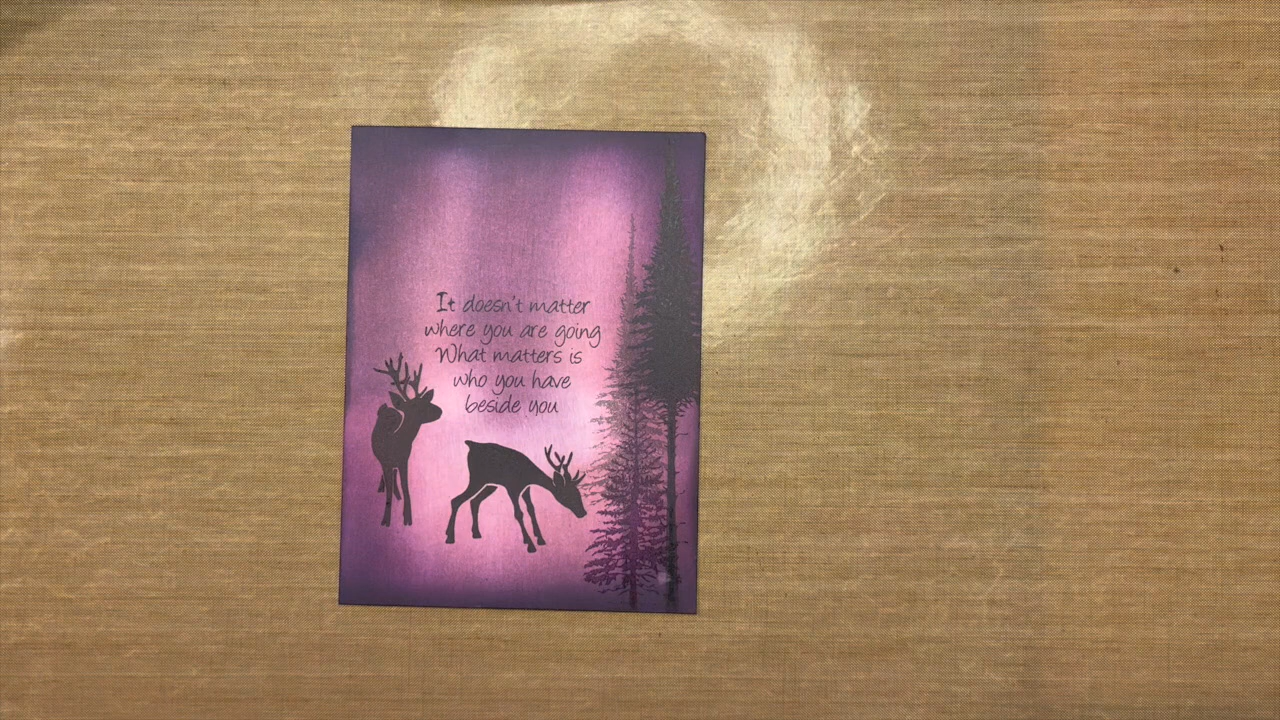 It doesn't matter
where you are going
What matters is
who you have
beside you